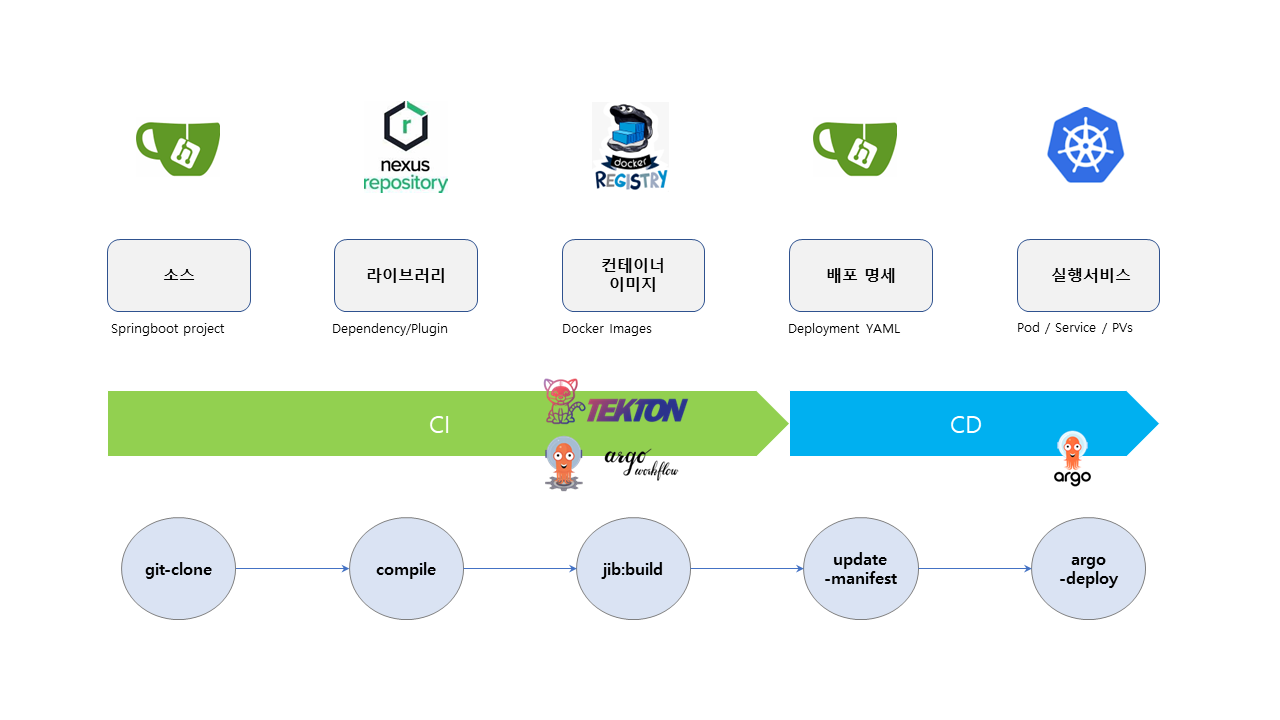 r
nexus
repository
docker
REGISTRY
소스
라이브러리
컨테이너
이미지
배포 명세
실행서비스
Springboot project
Dependency/Plugin
Docker Images
Deployment YAML
Pod / Service / PVs
TEKTON
CI
CD
argo
workflow
argo
git-clone
compile
jib:build
update
-manifest
argo
-deploy